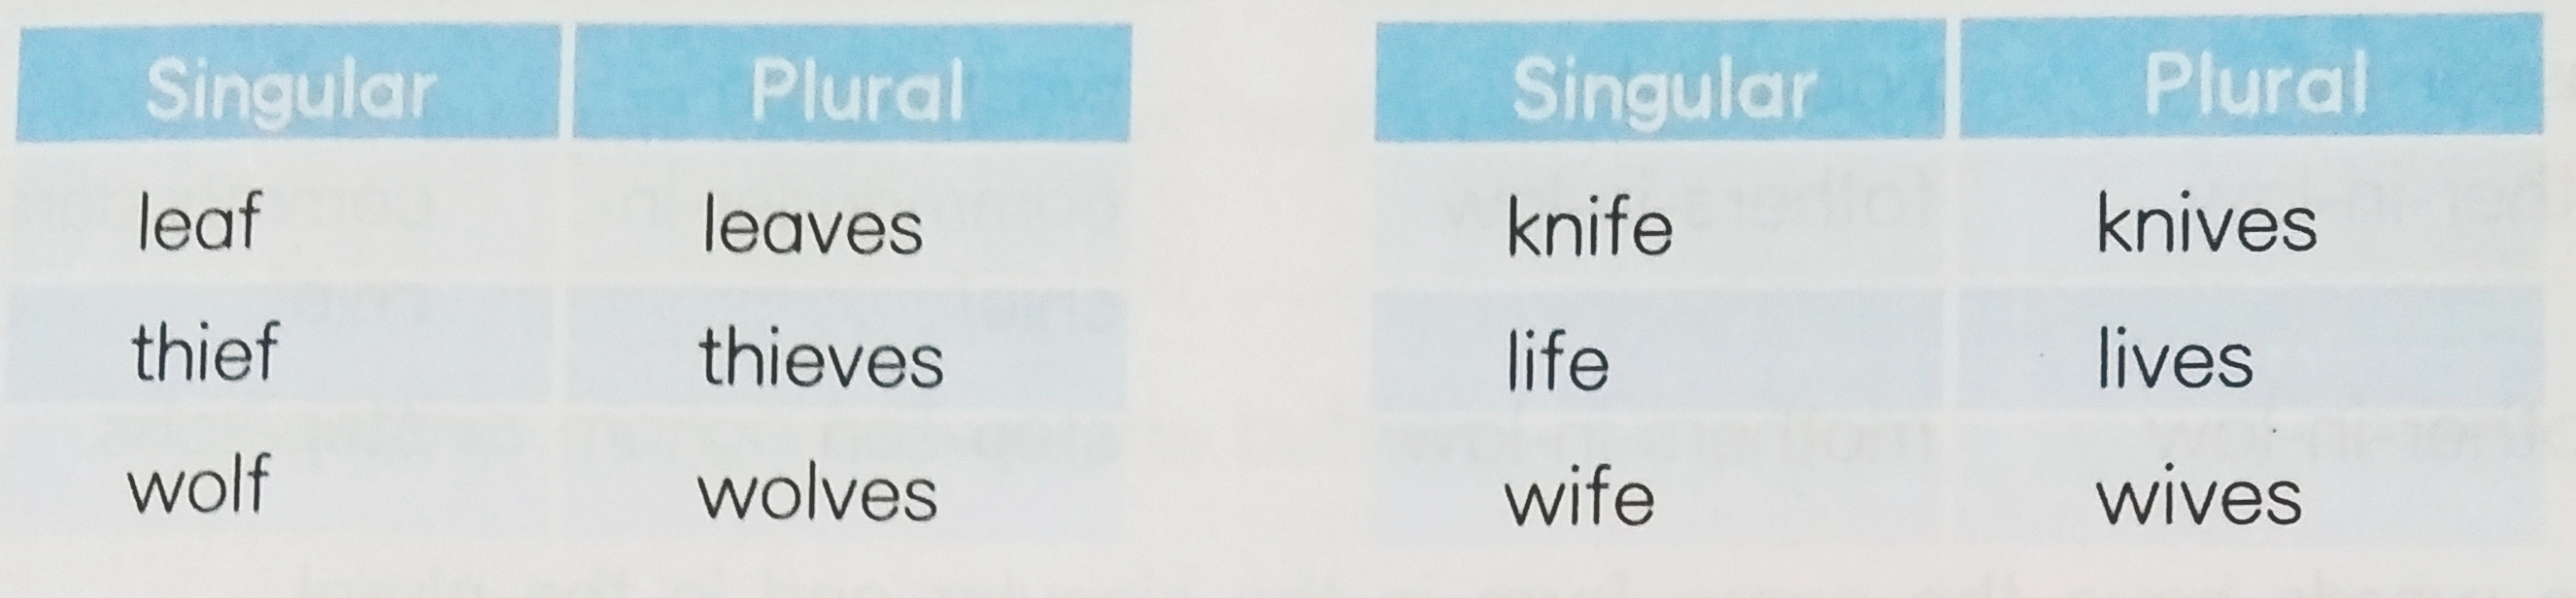 Singular Plural Singular Plural
leaf leaves knife knives
thief thieves life lives
wolf wolves wife wives